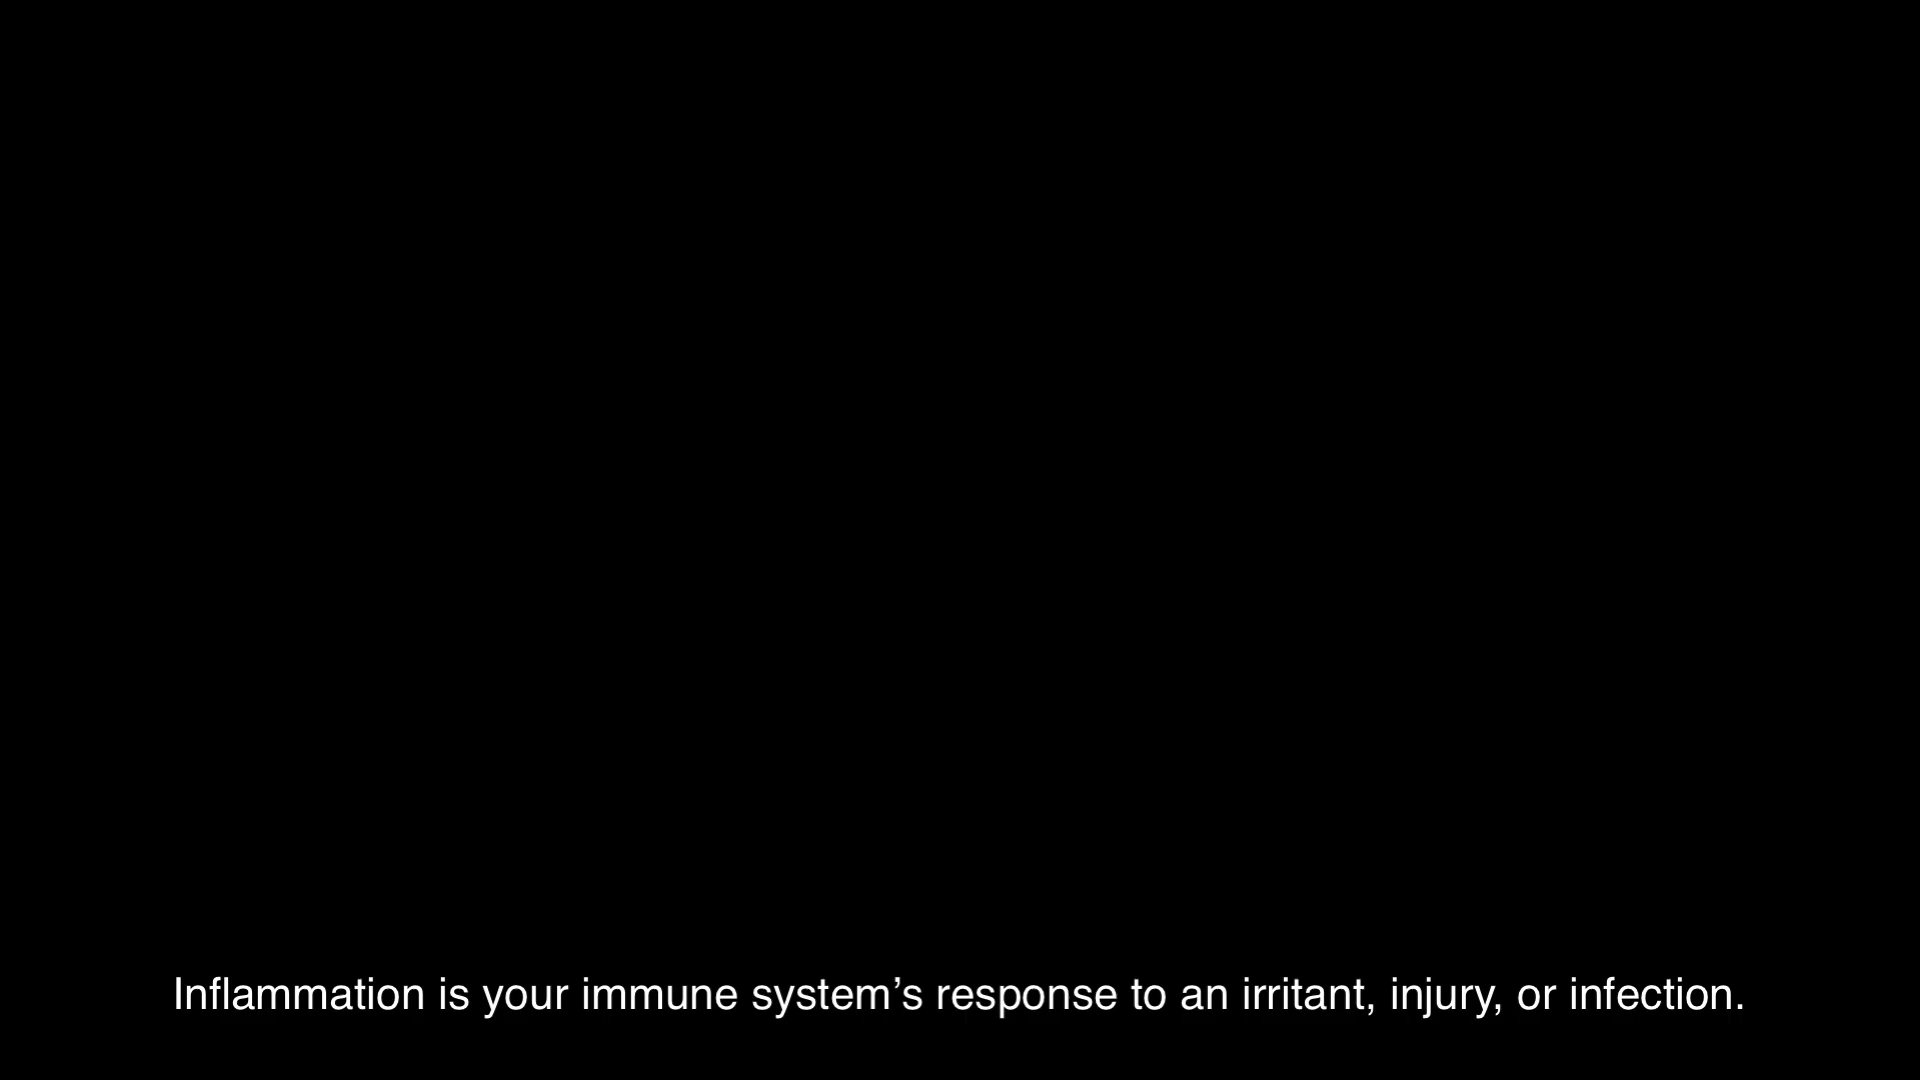 Inflammation is your immune system’s response to an irritant, injury, or infection.